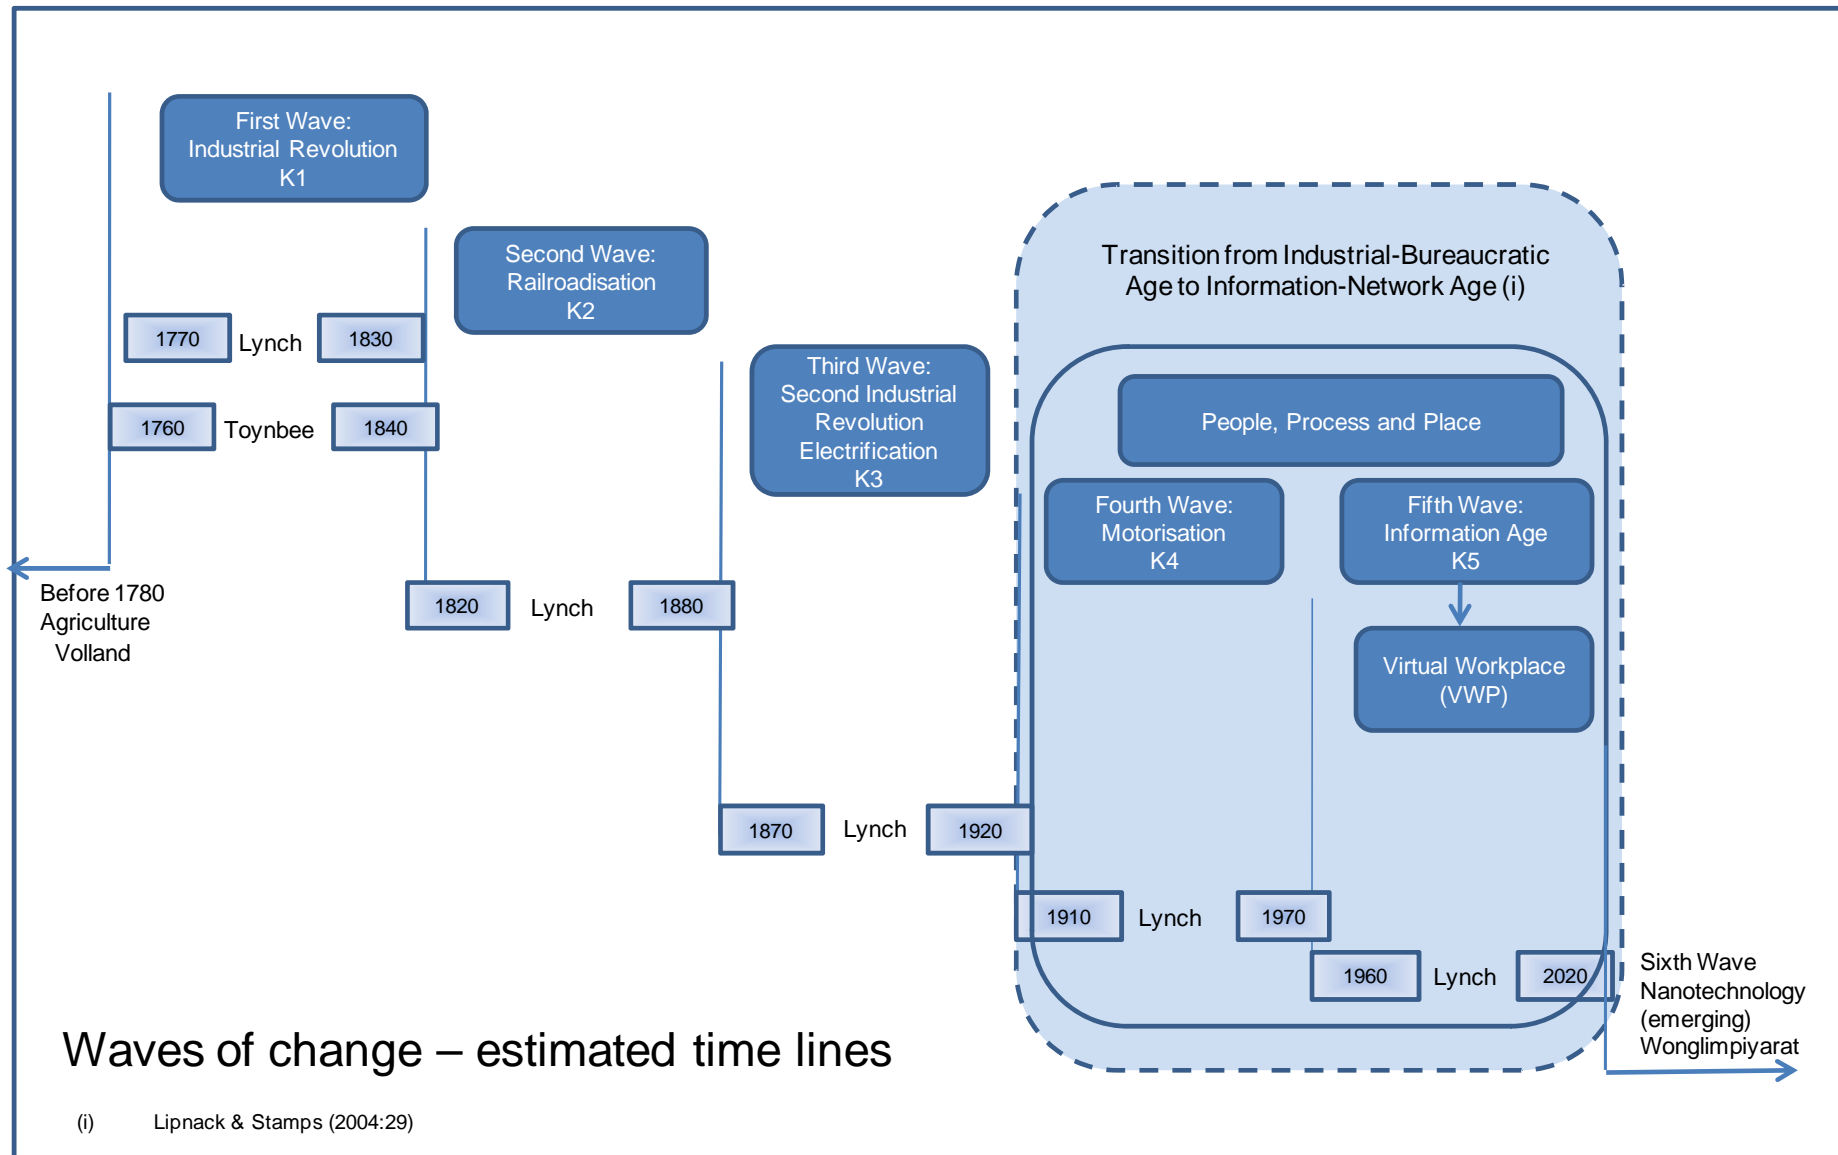 First Wave:
Industrial Revolution
K1
Second Wave:
Railroadisation
K2
1770
Lynch
1830
1760
Toynbee
1840
Third Wave:
Second Industrial
Revolution
Electrification
K3
Transition from Industrial-Bureaucratic
Age to Information-Network Age (i)
People, Process and Place
Fourth Wave:
Motorisation
K4
Fifth Wave:
Information Age
K5
Virtual Workplace
(VWP)
Before 1780
Agriculture
Volland
1820
Lynch
1880
1870
Lynch
1920
1910
Lynch
1970
1960
Lynch
2020
Sixth Wave
Nanotechnology
(emerging)
Wonglimpiyarat
Waves of change – estimated time lines
(i) Lipnack & Stamps (2004:29)